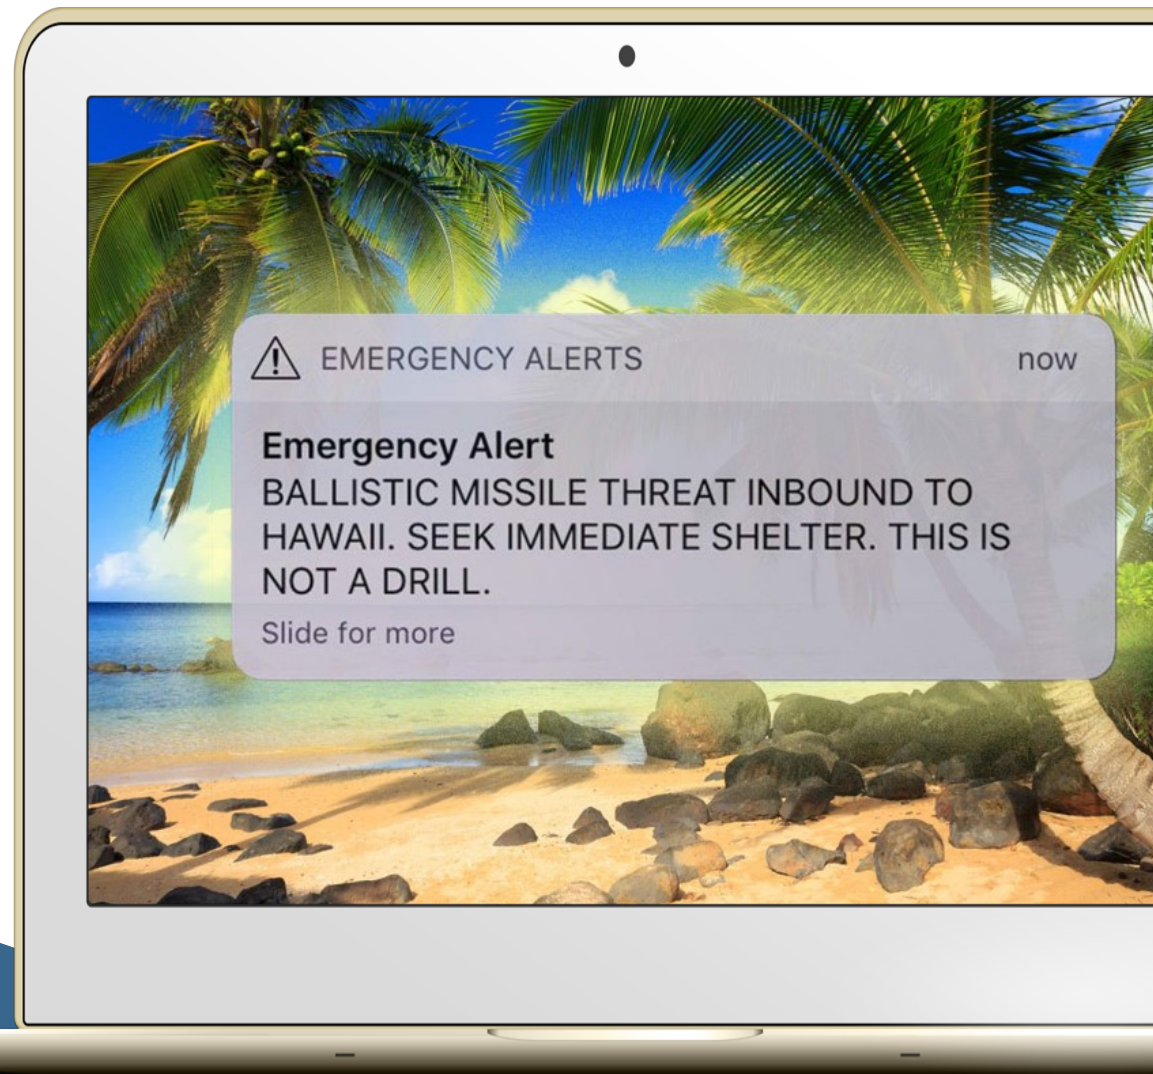 EMERGENCY ALERTS
now
Emergency Alert
BALLISTIC MISSILE THREAT INBOUND TO
HAWAII. SEEK IMMEDIATE SHELTER. THIS IS
NOT A DRILL.
Slide for more